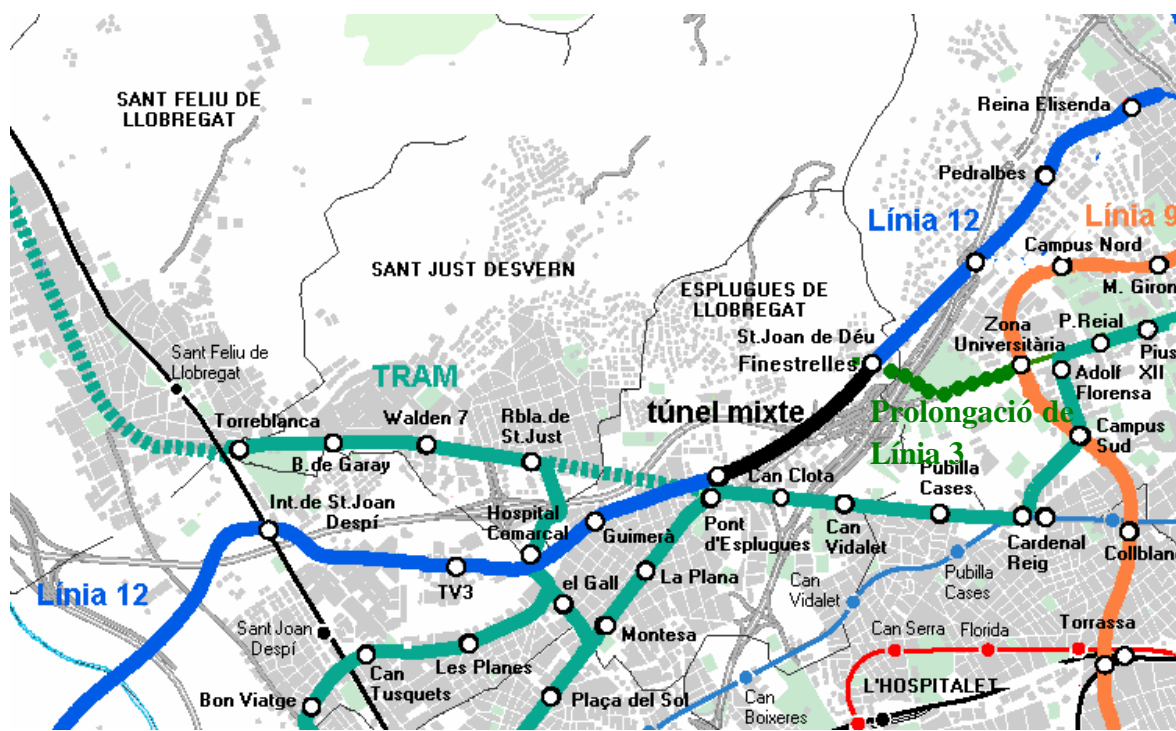 SANT FELIU DE
LLOBREGAT
Reina Elisenda
Pedralbes
Línia 12
Línia 9
Campus Nord
M. Giron
SANT JUST DESVERN
ESPLUGUES DE
LLOBREGAT
St.Joan de Déu
Finestrelles
Zona
Universitària
P.Reial
Pius
XII
Adolf
Florensa
Sant Feliu de
Llobregat
TRAM
túnel mixte
Prolongació de
Línia 3
Torreblanca
Walden 7
Rbla.de
St.Just
B.de Garay
Campus
Sud
Can Clota
Pubilla
Cases
Int.de St.Joan
Despí
Hospital
Comarcal
Guimerà
Pont
d'Esplugues
Can
Vidalet
Cardenal
Reig
Collblanc
Línia 12
TV3
el Gall
La Plana
Can
Vidalet
Pubilla
Cases
Sant Joan
Despí
Can
Tusquets
Les Planes
Montesa
Can Serra
Florida
Torrassa
Bon Viatge
Plaça del Sol
Can
Boixeres
L'HOSPITALET